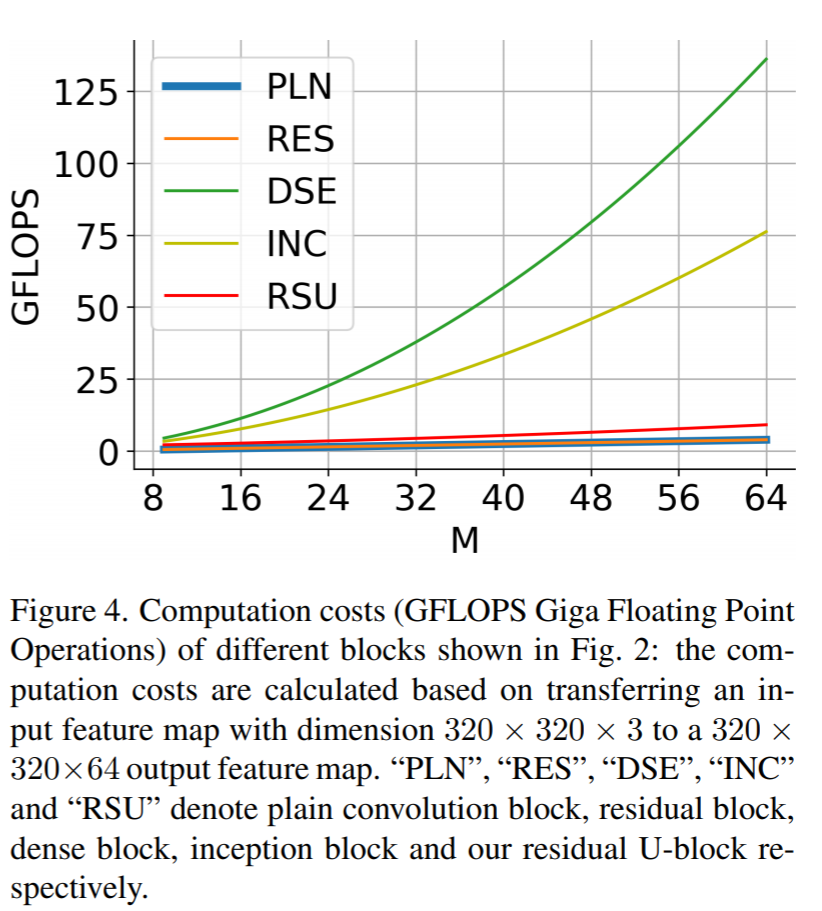 125
100
75
50
25
0
GFLOPS
PLN
RES
DSE
INC
RSU
8 16 24 32 40 48 56 64
M
Figure 4. Computation costs (GFLOPS Giga Floating Point
Operations) of different blocks shown in Fig. 2: the com-
putation costs are calculated based on transferring an in-
put feature map with dimension 320 × 320 × 3 to a 320 ×
320×64 output feature map. “PLN”, “RES”, “DSE”, “INC”
and “RSU” denote plain convolution block, residual block,
dense block, inception block and our residual U-block re-
spectively.